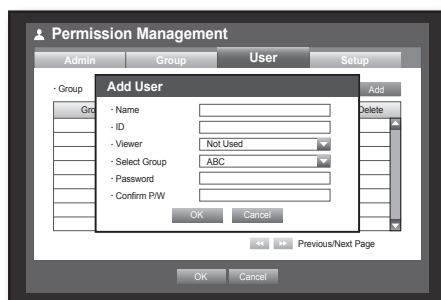 Permission Management
Admin Group User Setup
· Group Add
Add User
Gro Delete
· Name
· ID
· Viewer Not Used
· Select Group ABC
· Password
· Confirm P/W
OK Cancel
Previous/Next Page
OK Cancel